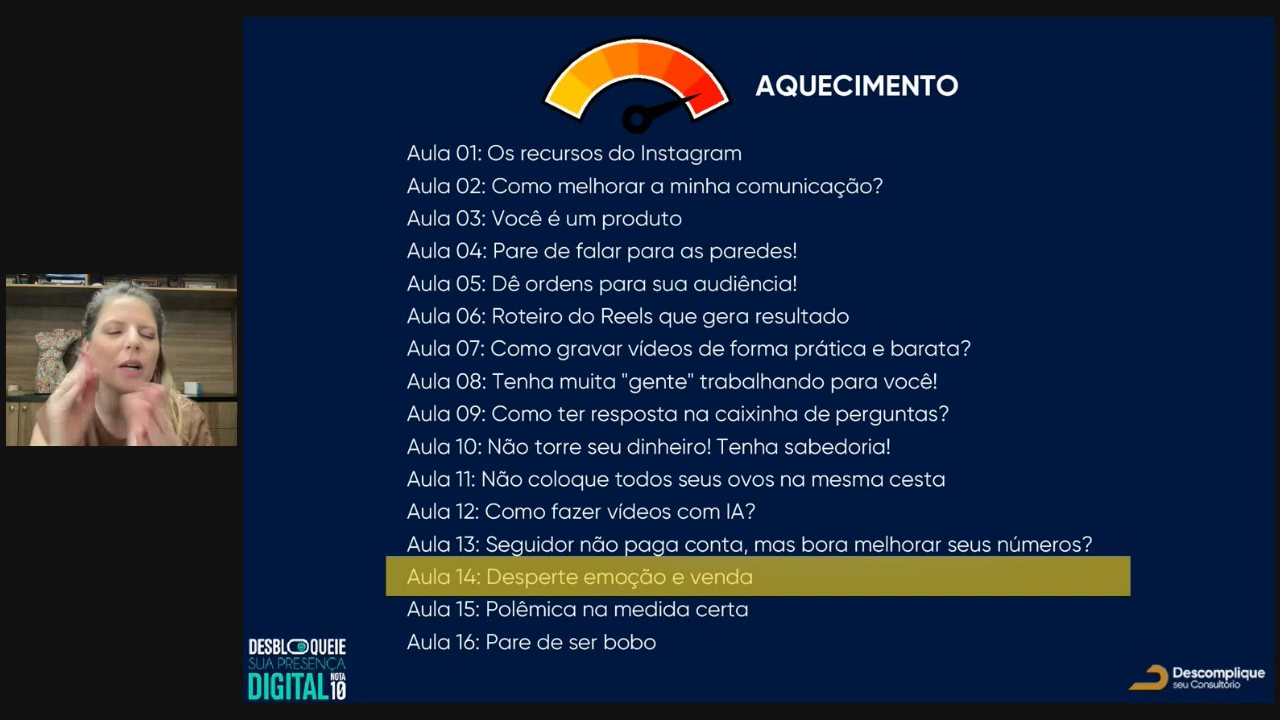 AQUECIMENTO
Aula 01: Os recursos do Instagram
Aula 02: Como melhorar a minha comunicação?
Aula 03: Você é um produto
Aula 04: Pare de falar para as paredes!
Aula 05: Dê ordens para sua audiência!
Aula 06: Roteiro do Reels que gera resultado
Aula 07: Como gravar vídeos de forma prática e barata?
Aula 08: Tenha muita "gente" trabalhando para você!
Aula 09: Como ter resposta na caixinha de perguntas?
Aula 10: Não torre seu dinheiro! Tenha sabedoria!
Aula 11: Não coloque todos seus ovos na mesma cesta
Aula 12: Como fazer vídeos com IA?
Aula 13: Seguidor não paga conta, mas bora melhorar seus números?
Aula 14: Desperte emoção e venda
Aula 15: Polêmica na medida certa
Aula 16: Pare de ser bobo
DESBLOQUEIE
SUA PRESENÇA
DIGITAL NOTA 10
Descomplique
seu Consultório